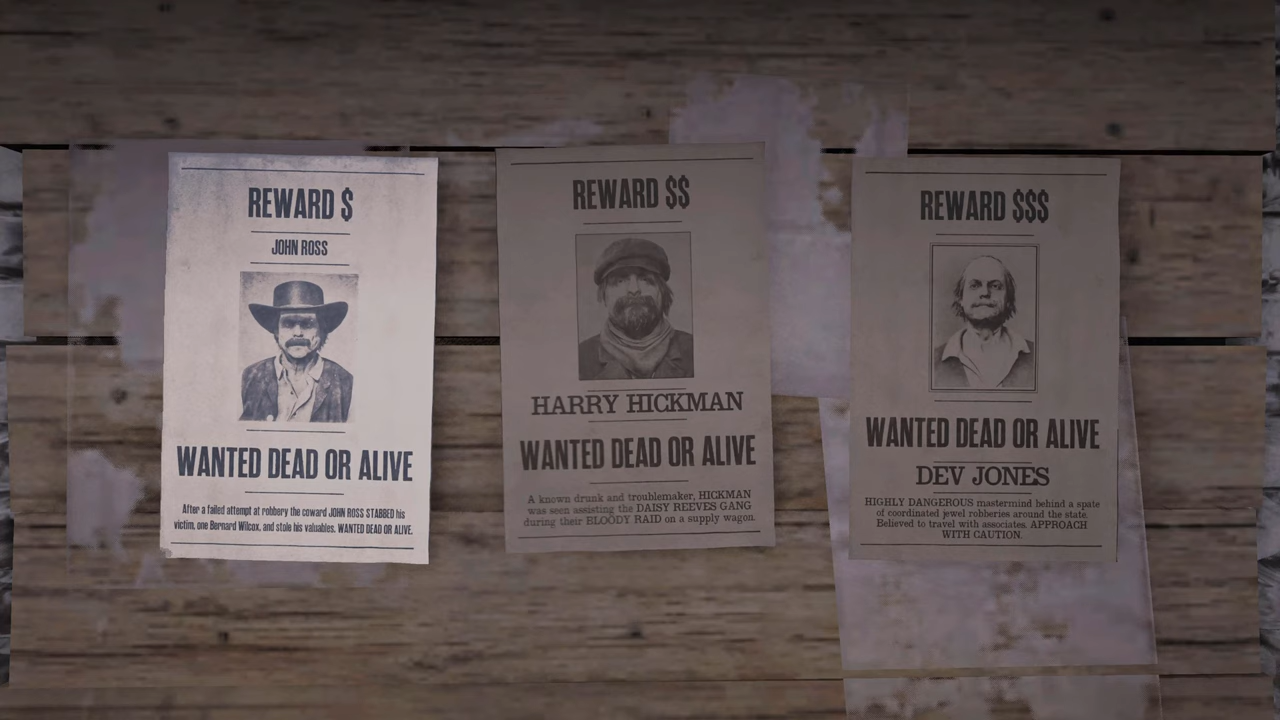 REWARD $
JOHN ROSS
WANTED DEAD OR ALIVE
After a failed attempt at robbery the coward JOHN ROSS STABBED his
victim, one Bernard Wilcox, and stole his valuables. WANTED DEAD OR ALIVE.
REWARD $$
HARRY HICKMAN
WANTED DEAD OR ALIVE
A known drunk and troublemaker, HICKMAN
was seen assisting the DAISY REEVES GANG
during their BLOODY RAID on a supply wagon.
REWARD $$$
WANTED DEAD OR ALIVE
DEV JONES
HIGHLY DANGEROUS mastermind behind a spate
of coordinated jewel robberies around the state.
Believed to travel with associates. APPROACH
WITH CAUTION.